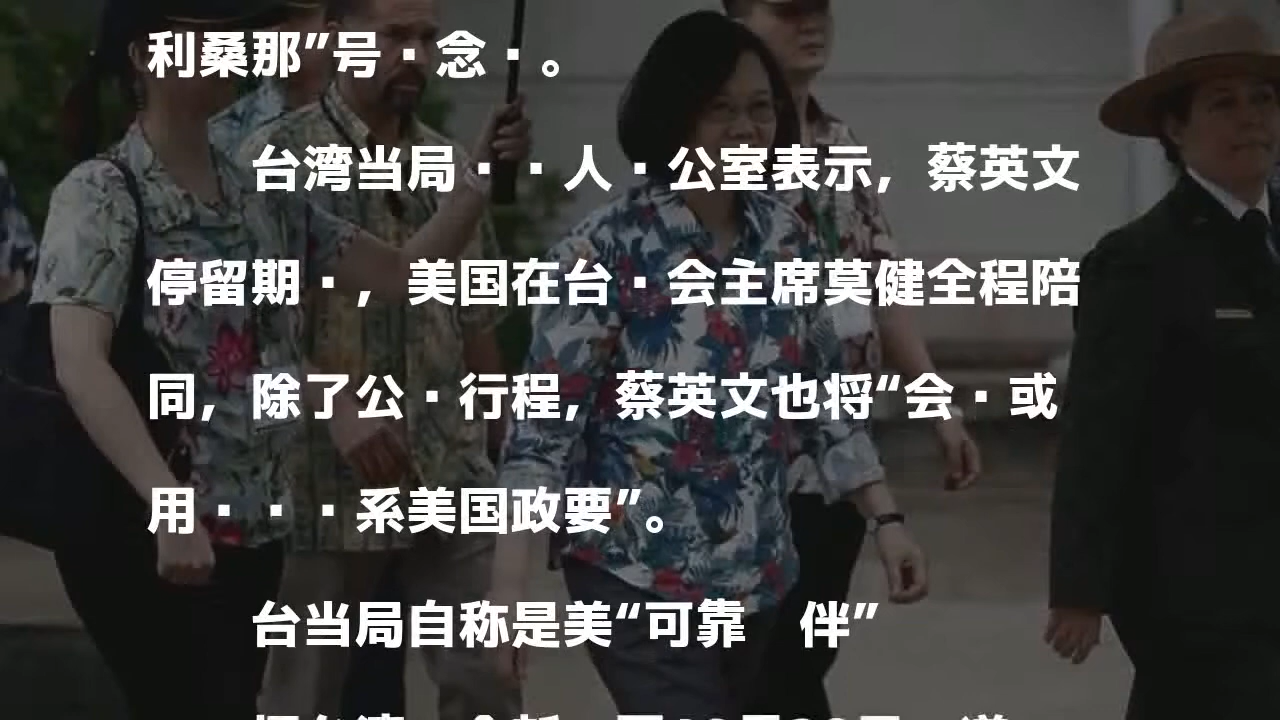 利桑那”号·念·。
台湾当局··人·公室表示，蔡英文
停留期·，美国在台·会主席莫健全程陪
同，除了公·行程，蔡英文也将“会·或
用···系美国政要”。
台当局自称是美“可靠　伴”